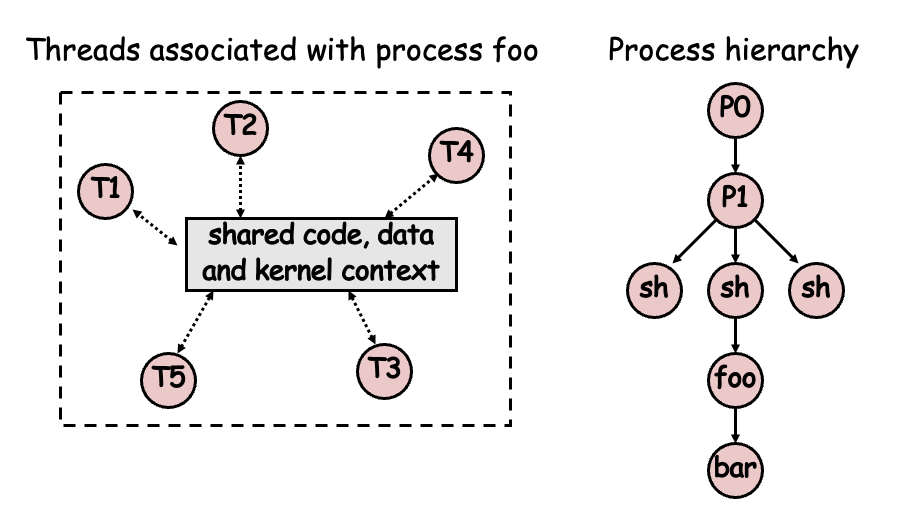 Threads associated with process foo
T2
T4
T1
shared code, data
and kernel context
T5
T3
Process hierarchy
P0
P1
sh
sh
sh
foo
bar